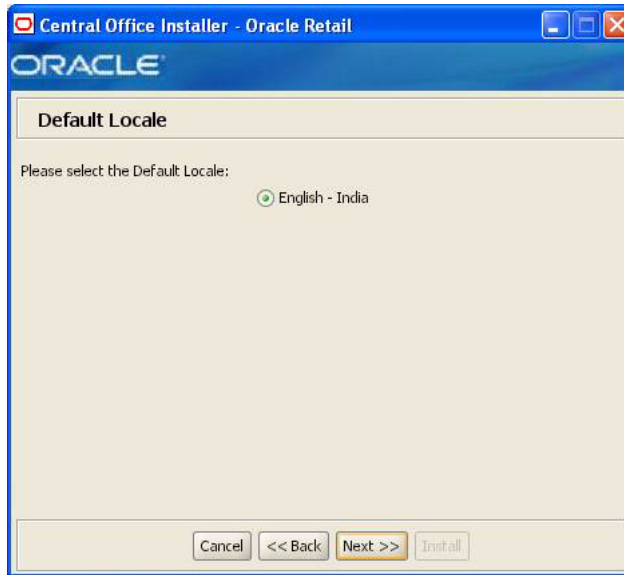 Central Office Installer - Oracle Retail
ORACLE
Default Locale
Please select the Default Locale:
English - India
Cancel
<< Back
Next >>
Install